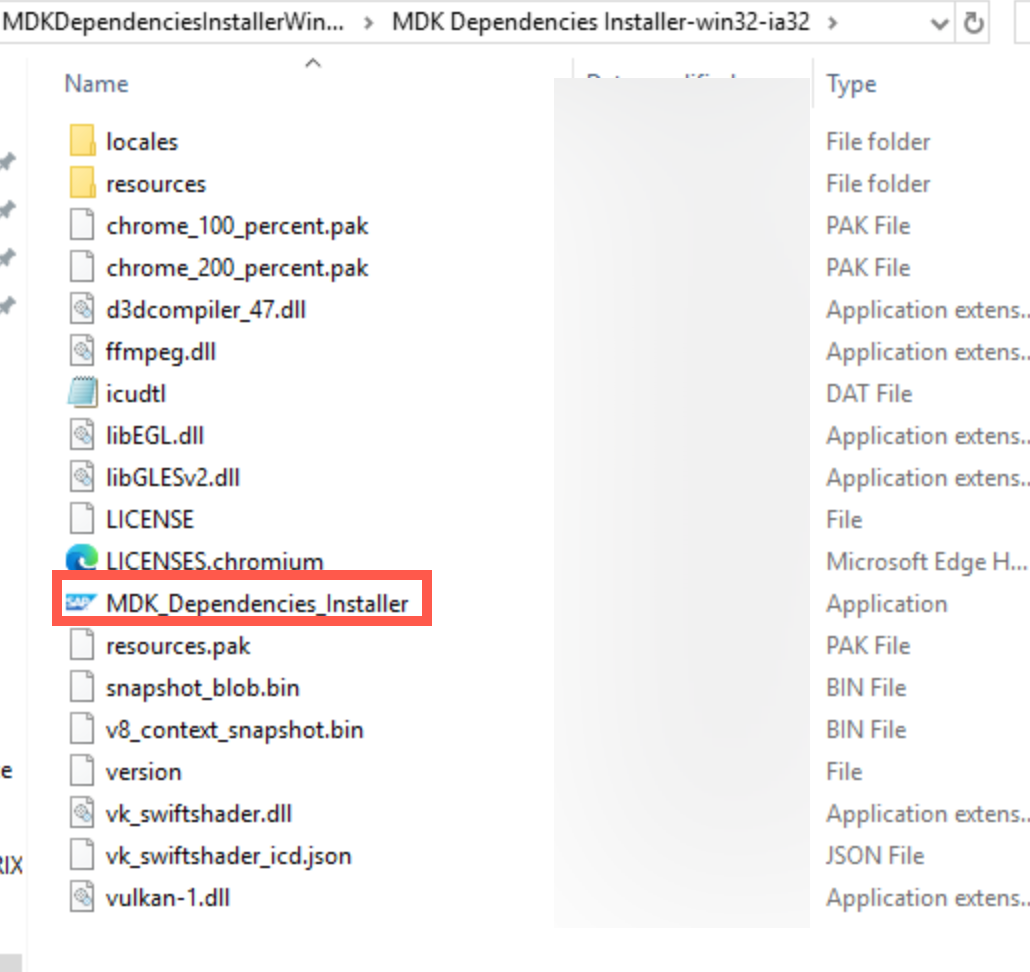 MDKDependenciesInstallerWin... > MDK Dependencies Installer-win32-ia32 >
Name Type
locales File folder
resources File folder
chrome_100_percent.pak PAK File
chrome_200_percent.pak PAK File
d3dcompiler_47.dll Application extens...
ffmpeg.dll Application extens...
icudtl DAT File
libEGL.dll Application extens...
libGLESv2.dll Application extens...
LICENSE File
LICENSES.chromium Microsoft Edge H...
SAP MDK_Dependencies_Installer Application
resources.pak PAK File
snapshot_blob.bin BIN File
v8_context_snapshot.bin BIN File
version File
vk_swiftshader.dll Application extens...
vk_swiftshader_icd.json JSON File
vulkan-1.dll Application extens...